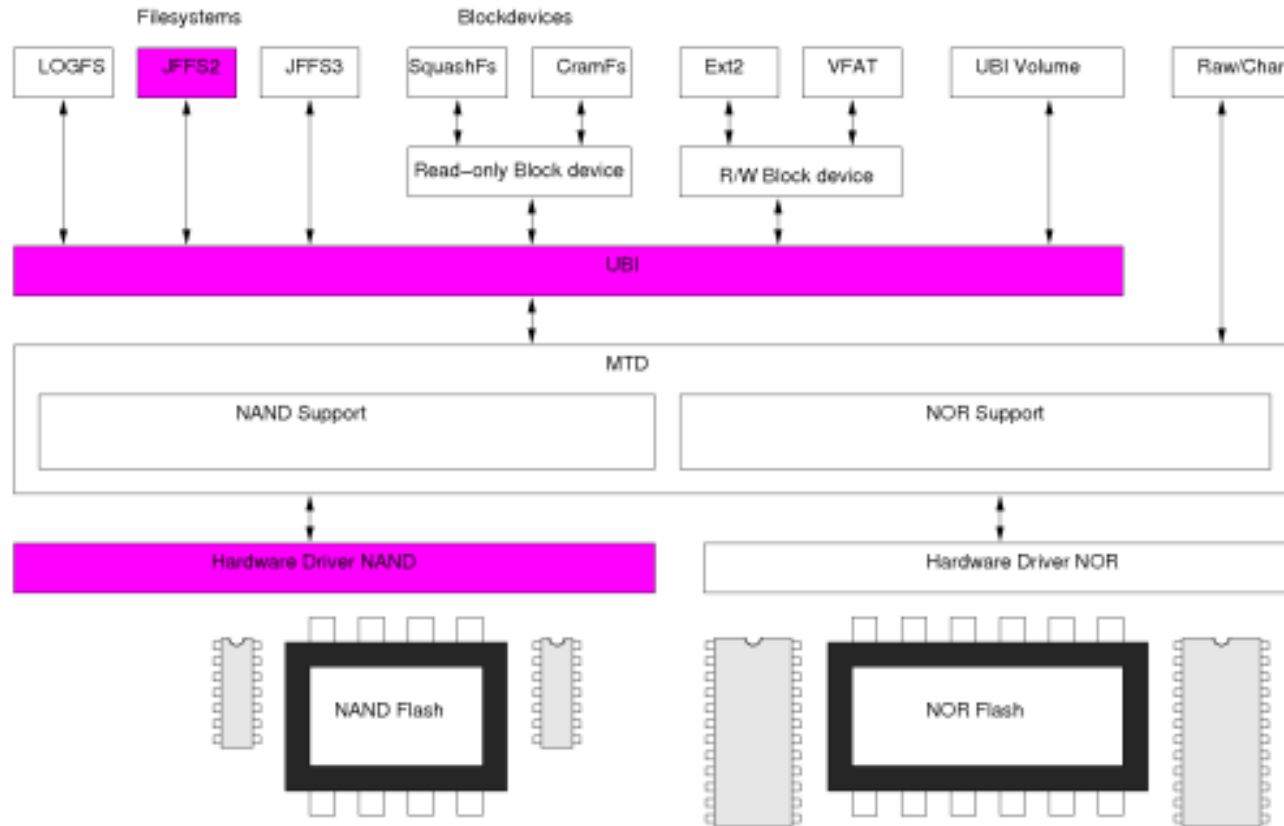 Filesystems
Blockdevices
LOGFS
JFFS2
JFFS3
SquashFs
CramFs
Ext2
VFAT
UBI Volume
Raw/Char
Read-only Block device
R/W Block device
UBI
MTD
NAND Support
NOR Support
Hardware Driver NAND
Hardware Driver NOR
NAND Flash
NOR Flash